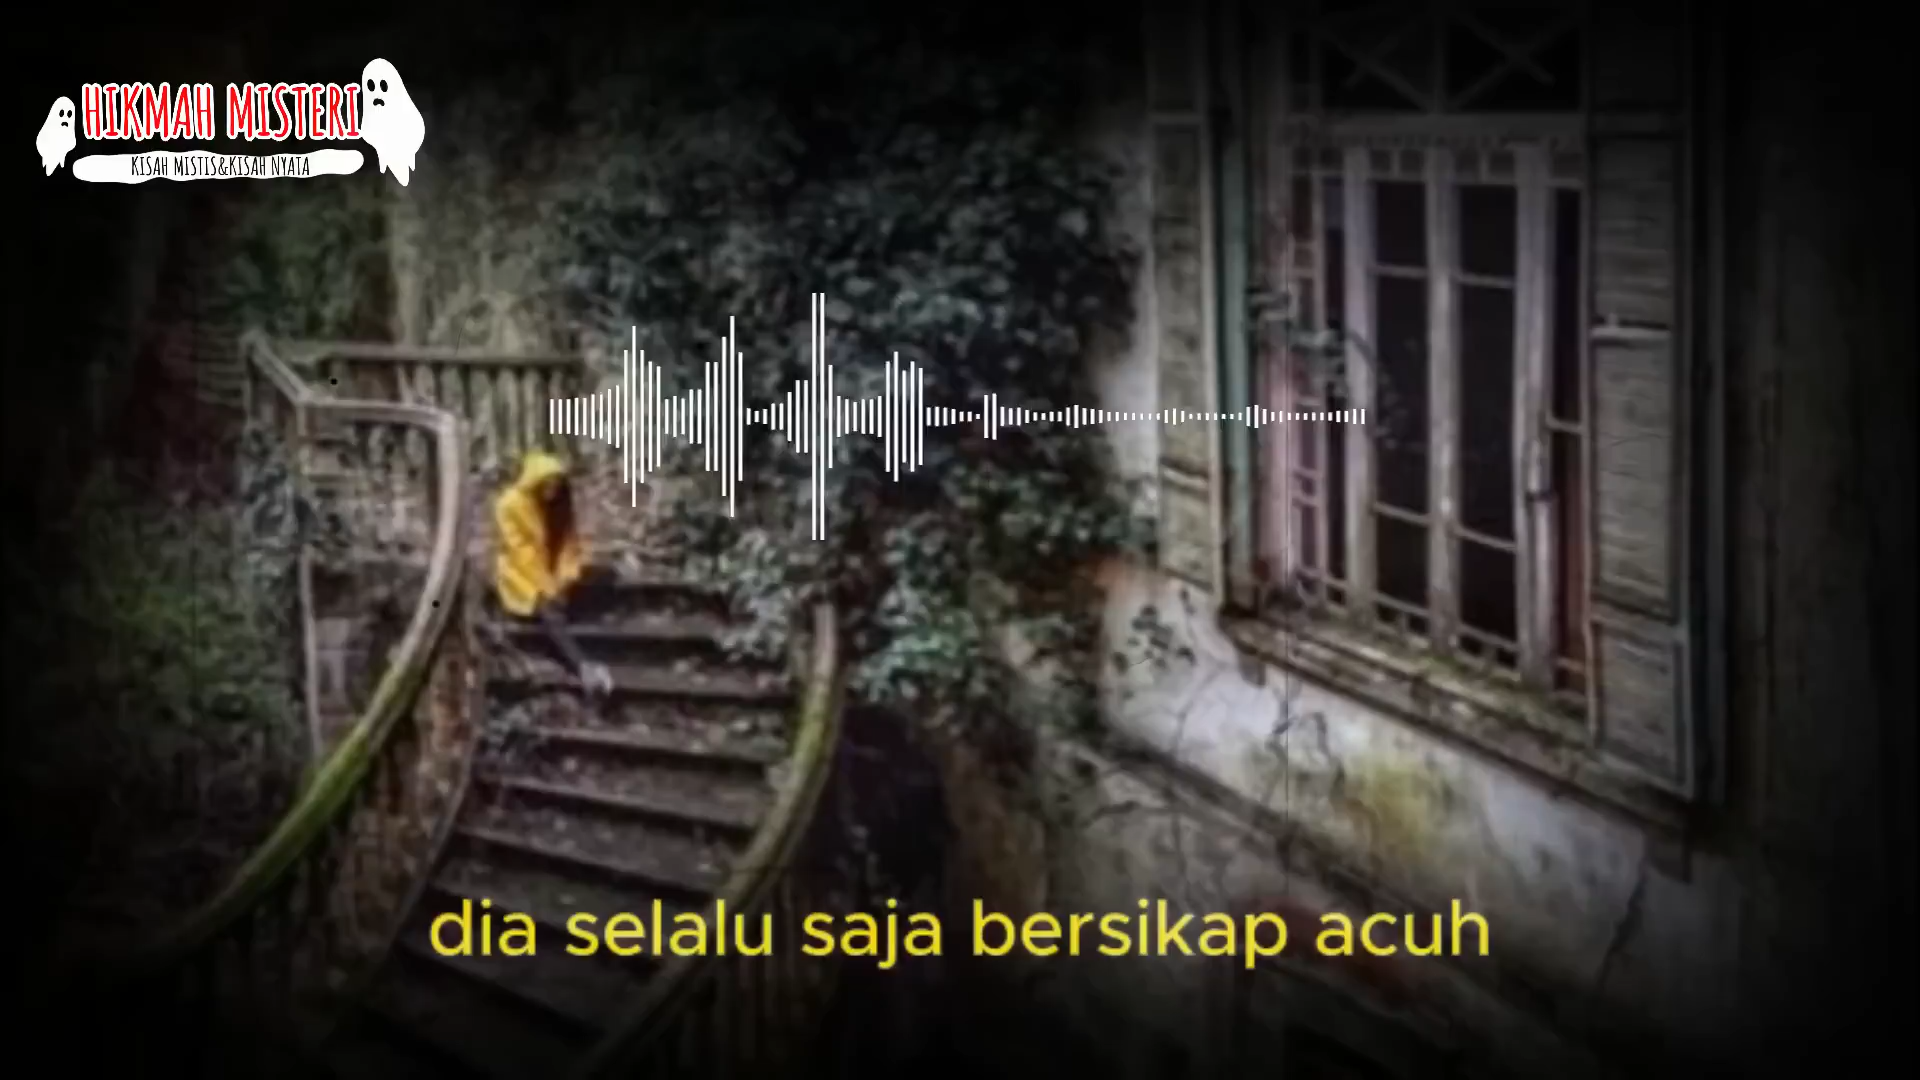 HIKMAH MISTERI
KISAH MISTIS&KISAH NYATA
dia selalu saja bersikap acuh